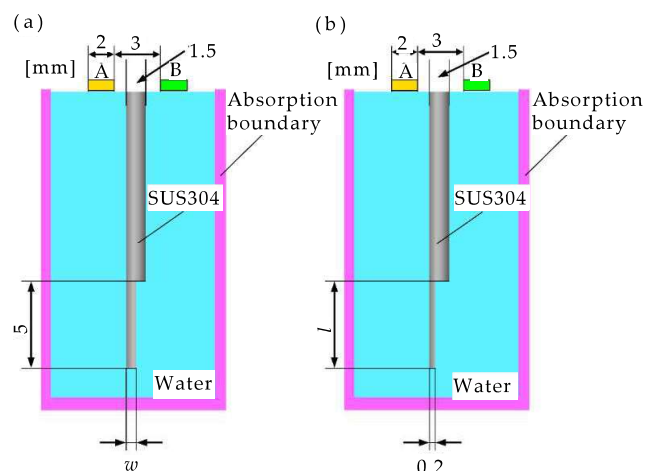 (a)
2 3 1.5
[mm] A B
Absorption
boundary
SUS304
5
Water
w
(b)
2 3 1.5
[mm] A B
Absorption
boundary
SUS304
l
Water
0.2